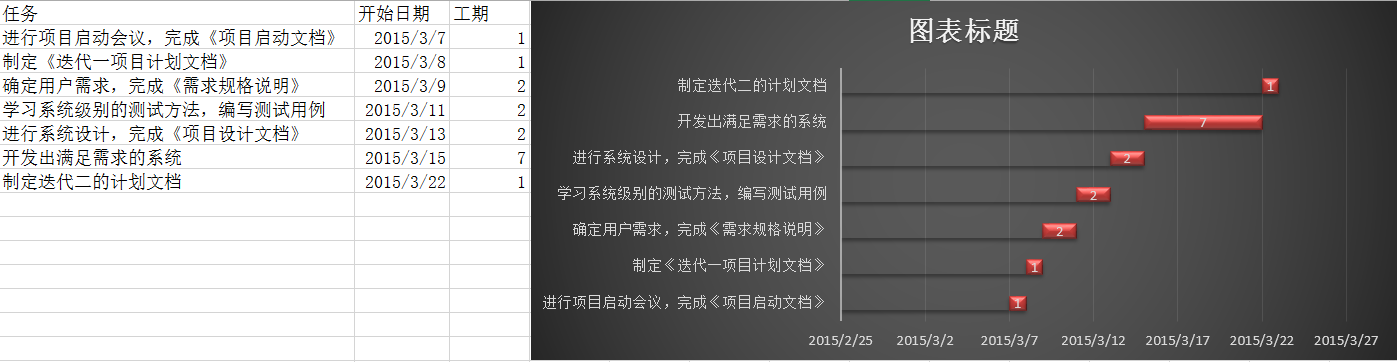 任务 开始日期 工期
进行项目启动会议，完成《项目启动文档》 2015/3/7 1
制定《迭代一项目计划文档》 2015/3/8 1
确定用户需求，完成《需求规格说明》 2015/3/9 2
学习系统级别的测试方法，编写测试用例 2015/3/11 2
进行系统设计，完成《项目设计文档》 2015/3/13 2
开发出满足需求的系统 2015/3/15 7
制定迭代二的计划文档 2015/3/22 1
图表标题
制定迭代二的计划文档 1
开发出满足需求的系统 7
进行系统设计，完成《项目设计文档》 2
学习系统级别的测试方法，编写测试用例 2
确定用户需求，完成《需求规格说明》 2
制定《迭代一项目计划文档》 1
进行项目启动会议，完成《项目启动文档》 1
2015/2/25 2015/3/2 2015/3/7 2015/3/12 2015/3/17 2015/3/22 2015/3/27